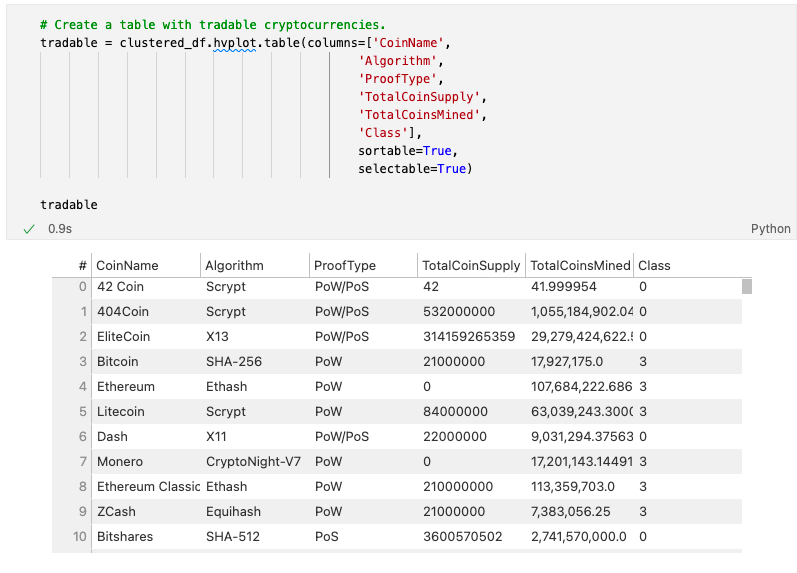 # Create a table with tradable cryptocurrencies.
tradable = clustered_df.hvplot.table(columns=['CoinName',
'Algorithm',
'ProofType',
'TotalCoinSupply',
'TotalCoinsMined',
'Class'],
sortable=True,
selectable=True)
tradable
0.9s Python
# CoinName Algorithm ProofType TotalCoinSupply TotalCoinsMined Class
0 42 Coin Scrypt PoW/PoS 42 41.999954 0
1 404Coin Scrypt PoW/PoS 532000000 1,055,184,902.04 0
2 EliteCoin X13 PoW/PoS 314159265359 29,279,424,622.5 0
3 Bitcoin SHA-256 PoW 21000000 17,927,175.0 3
4 Ethereum Ethash PoW 0 107,684,222.686 3
5 Litecoin Scrypt PoW 84000000 63,039,243.3000 3
6 Dash X11 PoW/PoS 22000000 9,031,294.37563 0
7 Monero CryptoNight-V7 PoW 0 17,201,143.14491 3
8 Ethereum Classic Ethash PoW 210000000 113,359,703.0 3
9 ZCash Equihash PoW 21000000 7,383,056.25 3
10 Bitshares SHA-512 PoS 3600570502 2,741,570,000.0 0